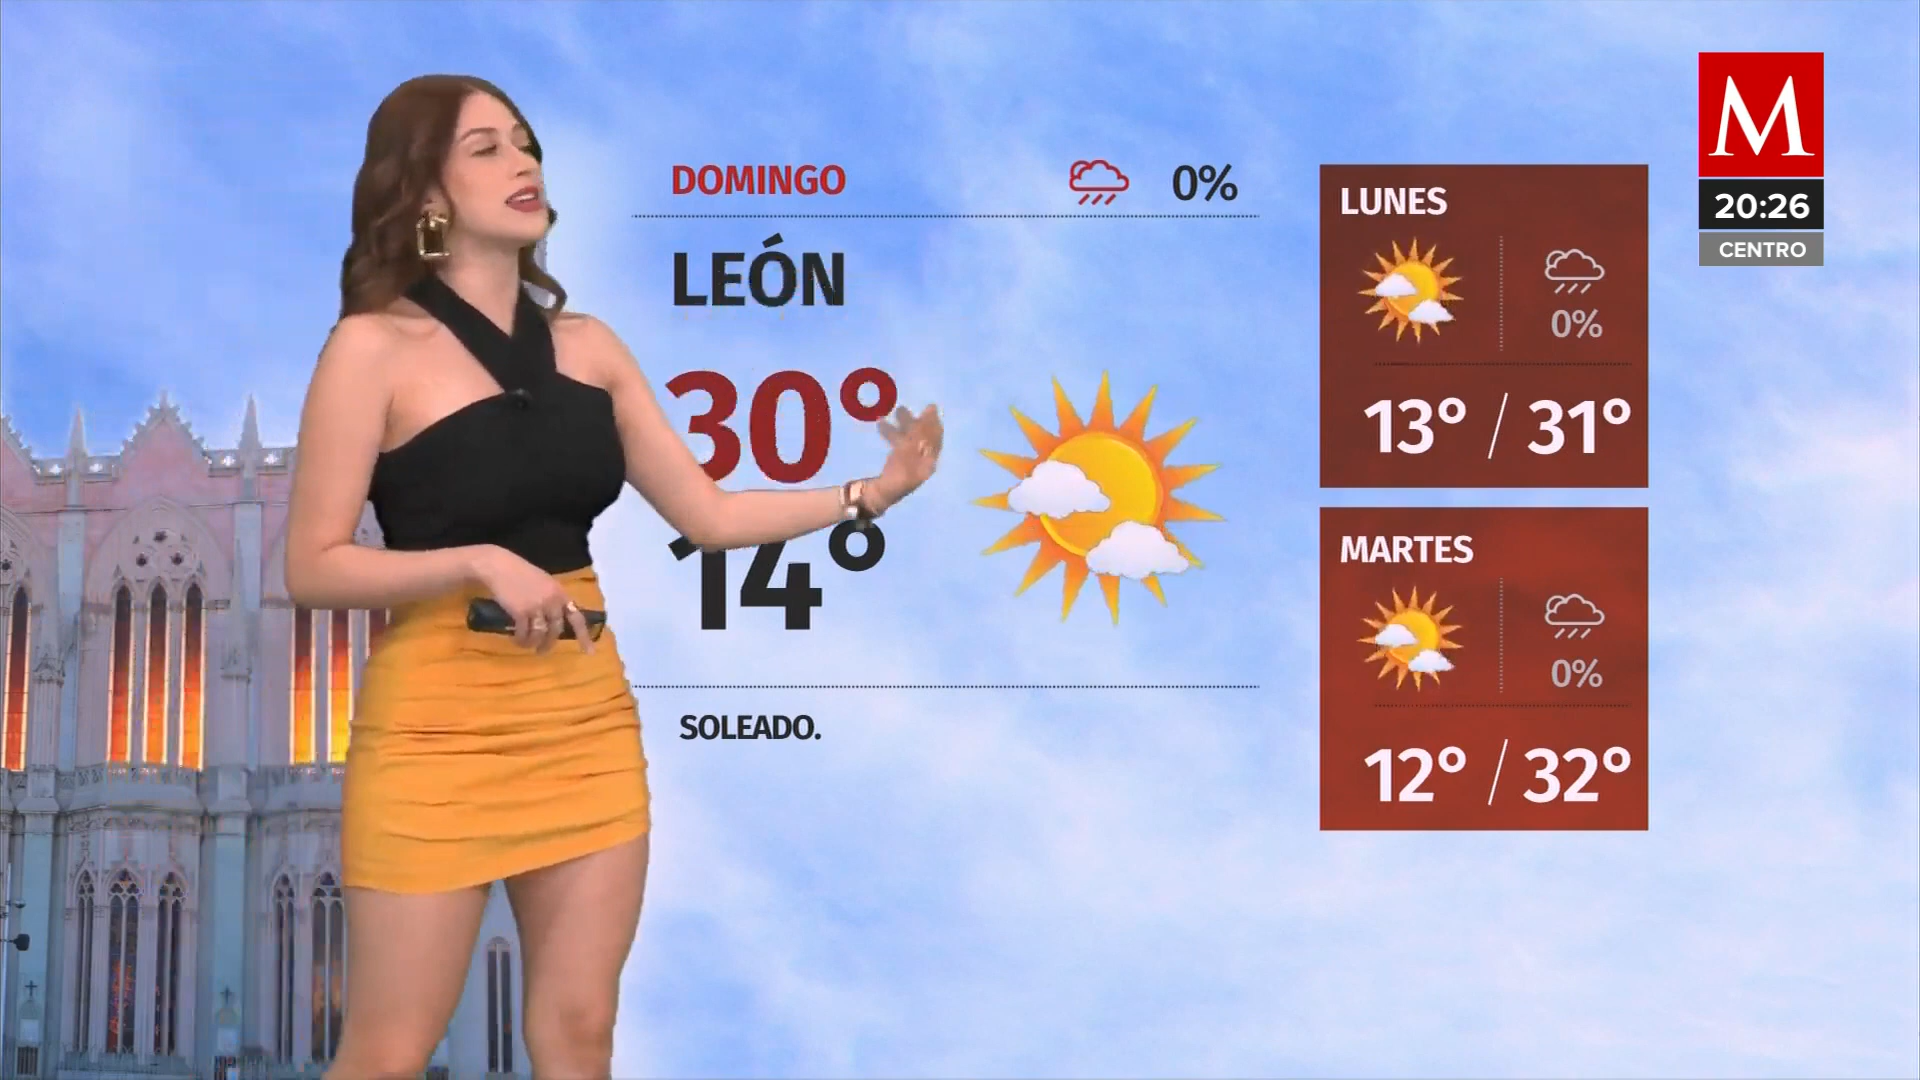 DOMINGO 0%
LEÓN
30°
14°
SOLEADO.
LUNES
0%
13° / 31°
MARTES
0%
12° / 32°
M
20:26
CENTRO